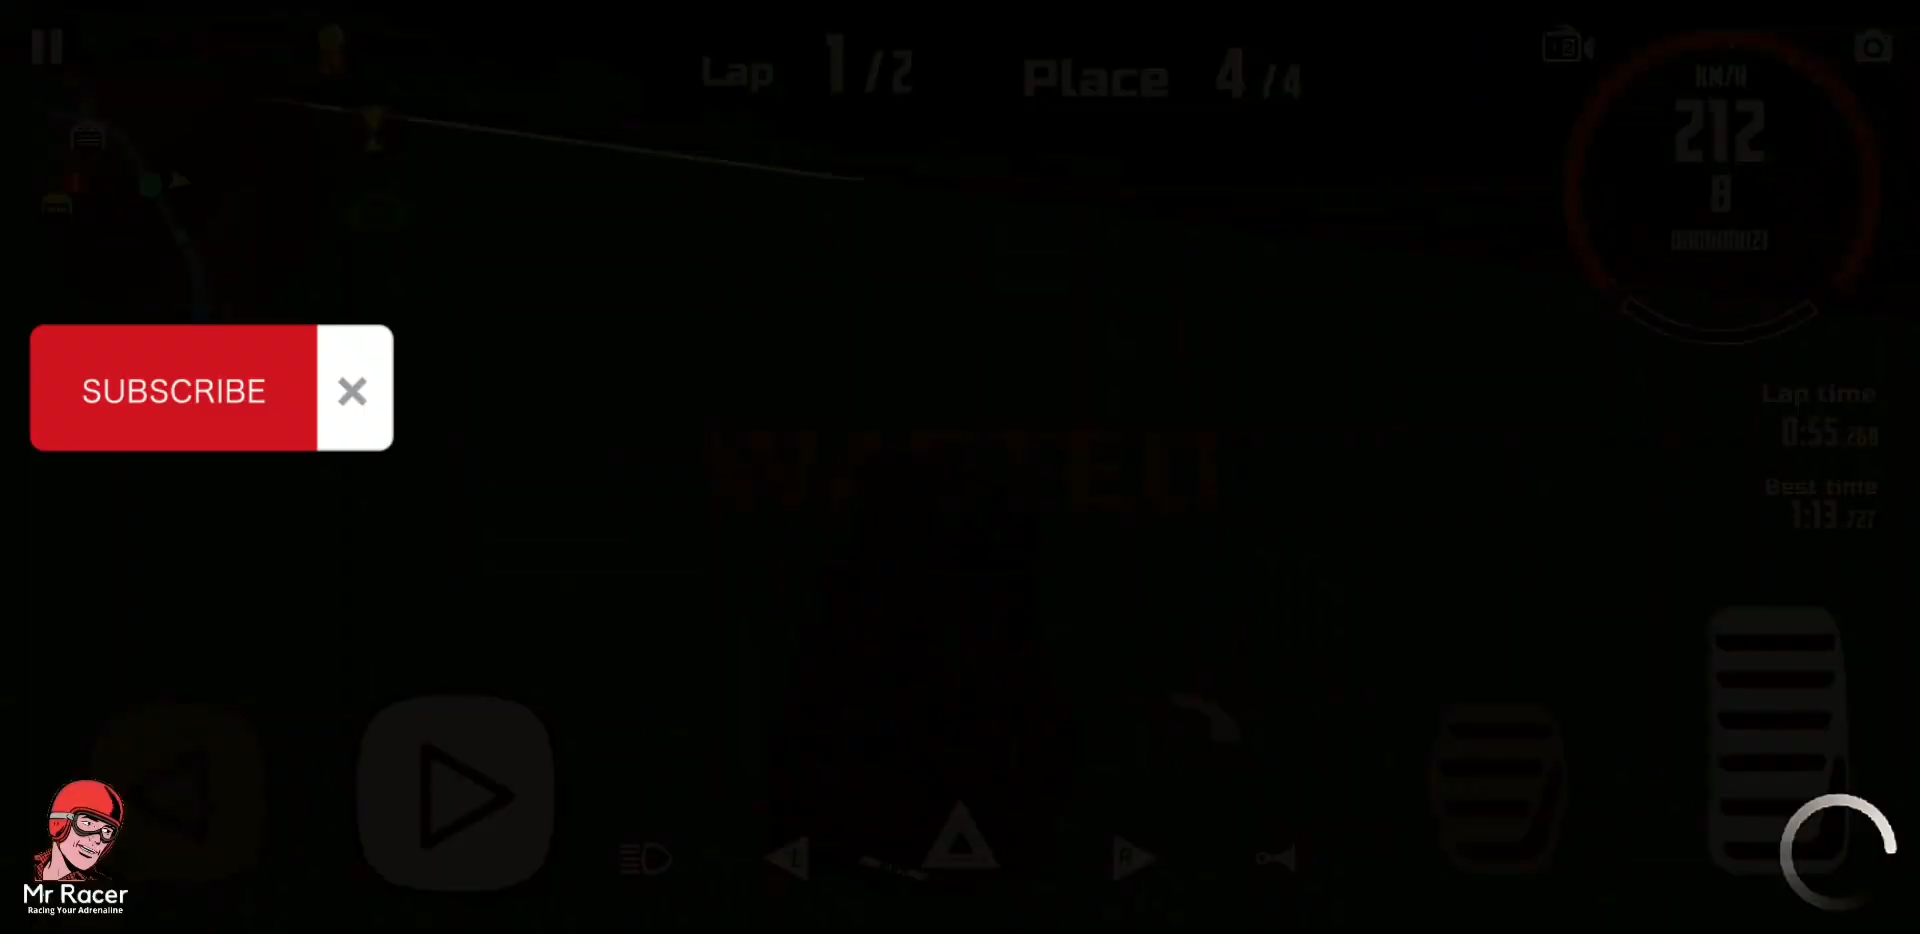 Lap 1/2 Place 4/4
KM/H
212
8
SUBSCRIBE
Lap time
0:55.268
WASTED
Best time
1:13.727
L
R
Mr Racer
Racing Your Adrenaline